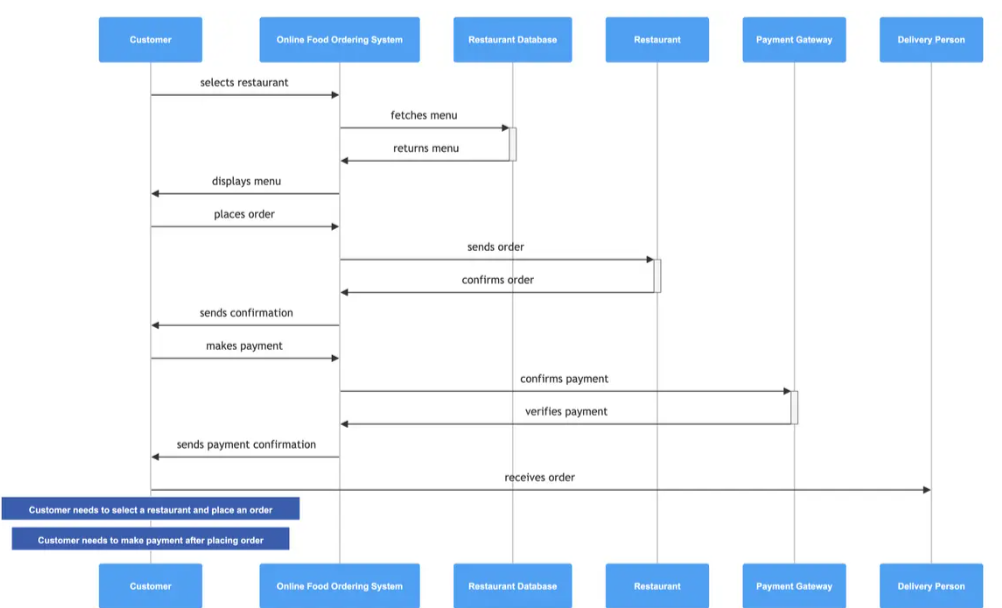 Customer
Online Food Ordering System
Restaurant Database
Restaurant
Payment Gateway
Delivery Person
selects restaurant
fetches menu
returns menu
displays menu
places order
sends order
confirms order
sends confirmation
makes payment
confirms payment
verifies payment
sends payment confirmation
receives order
Customer needs to select a restaurant and place an order
Customer needs to make payment after placing order
Customer
Online Food Ordering System
Restaurant Database
Restaurant
Payment Gateway
Delivery Person